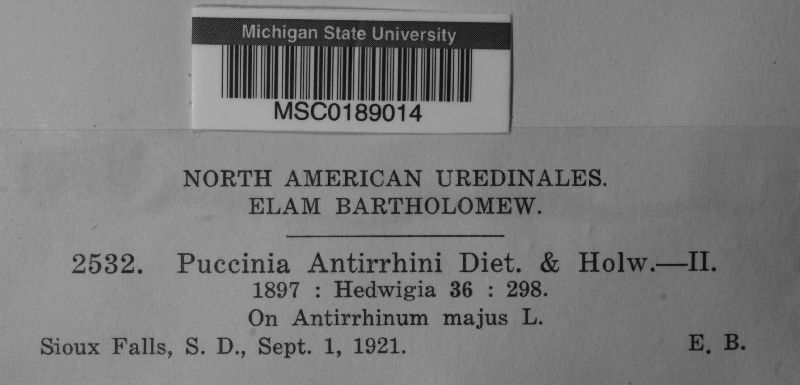 Michigan State University
MSC0189014
NORTH AMERICAN UREDINALES.
ELAM BARTHOLOMEW.
2532. Puccinia Antirrhini Diet. & Holw.—II.
1897 : Hedwigia 36 : 298.
On Antirrhinum majus L.
Sioux Falls, S. D., Sept. 1, 1921. E. B.